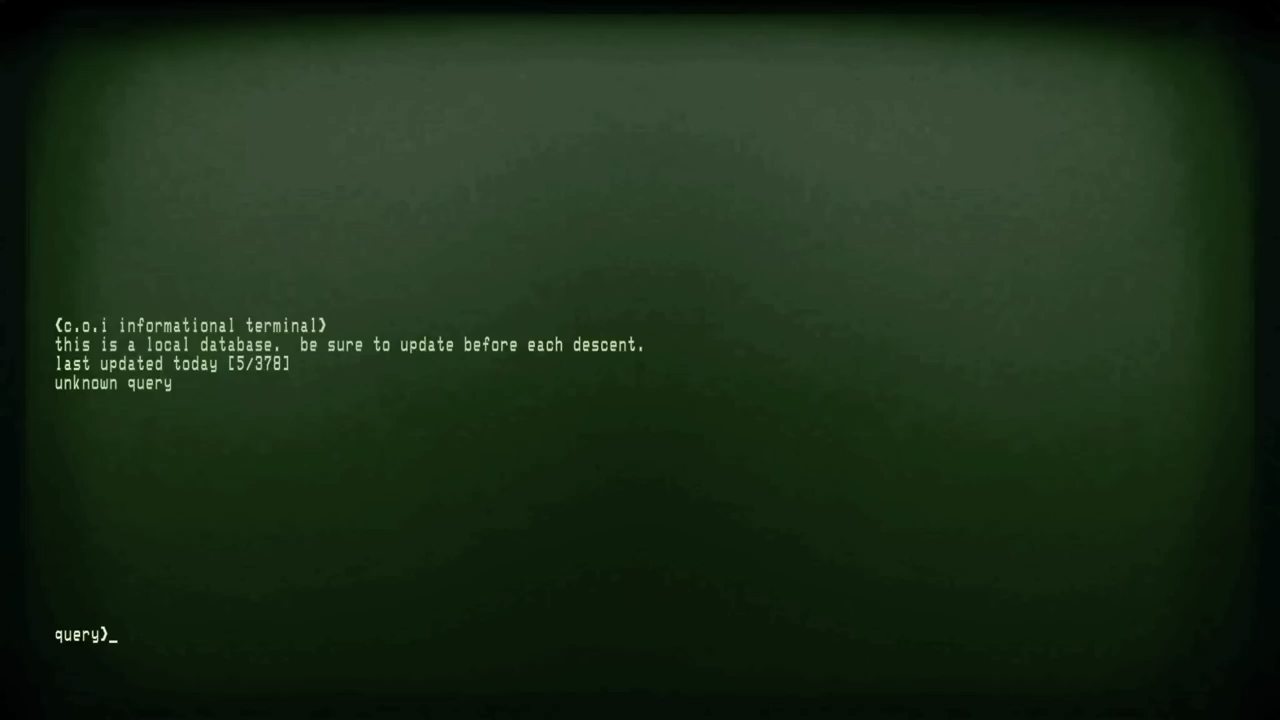 {c.o.i informational terminal}
this is a local database.  be sure to update before each descent.
last updated today [5/378]
unknown query
query}_